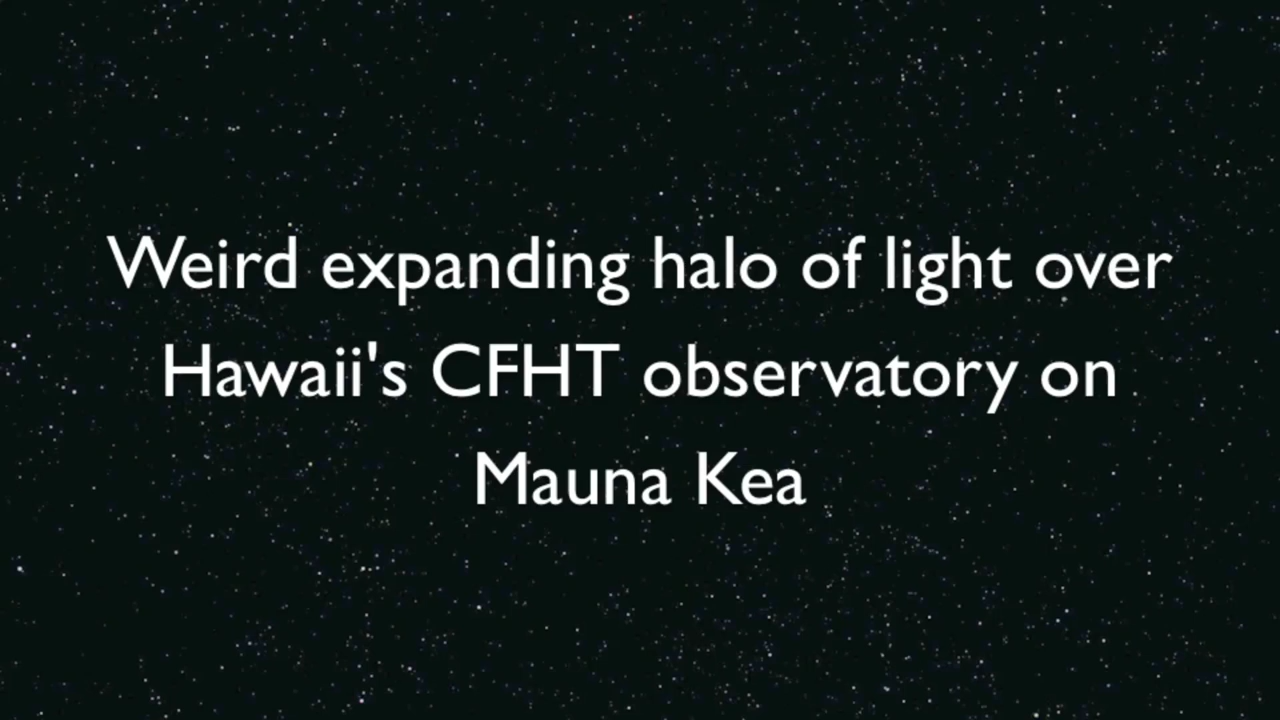 Weird expanding halo of light over
Hawaii's CFHT observatory on
Mauna Kea